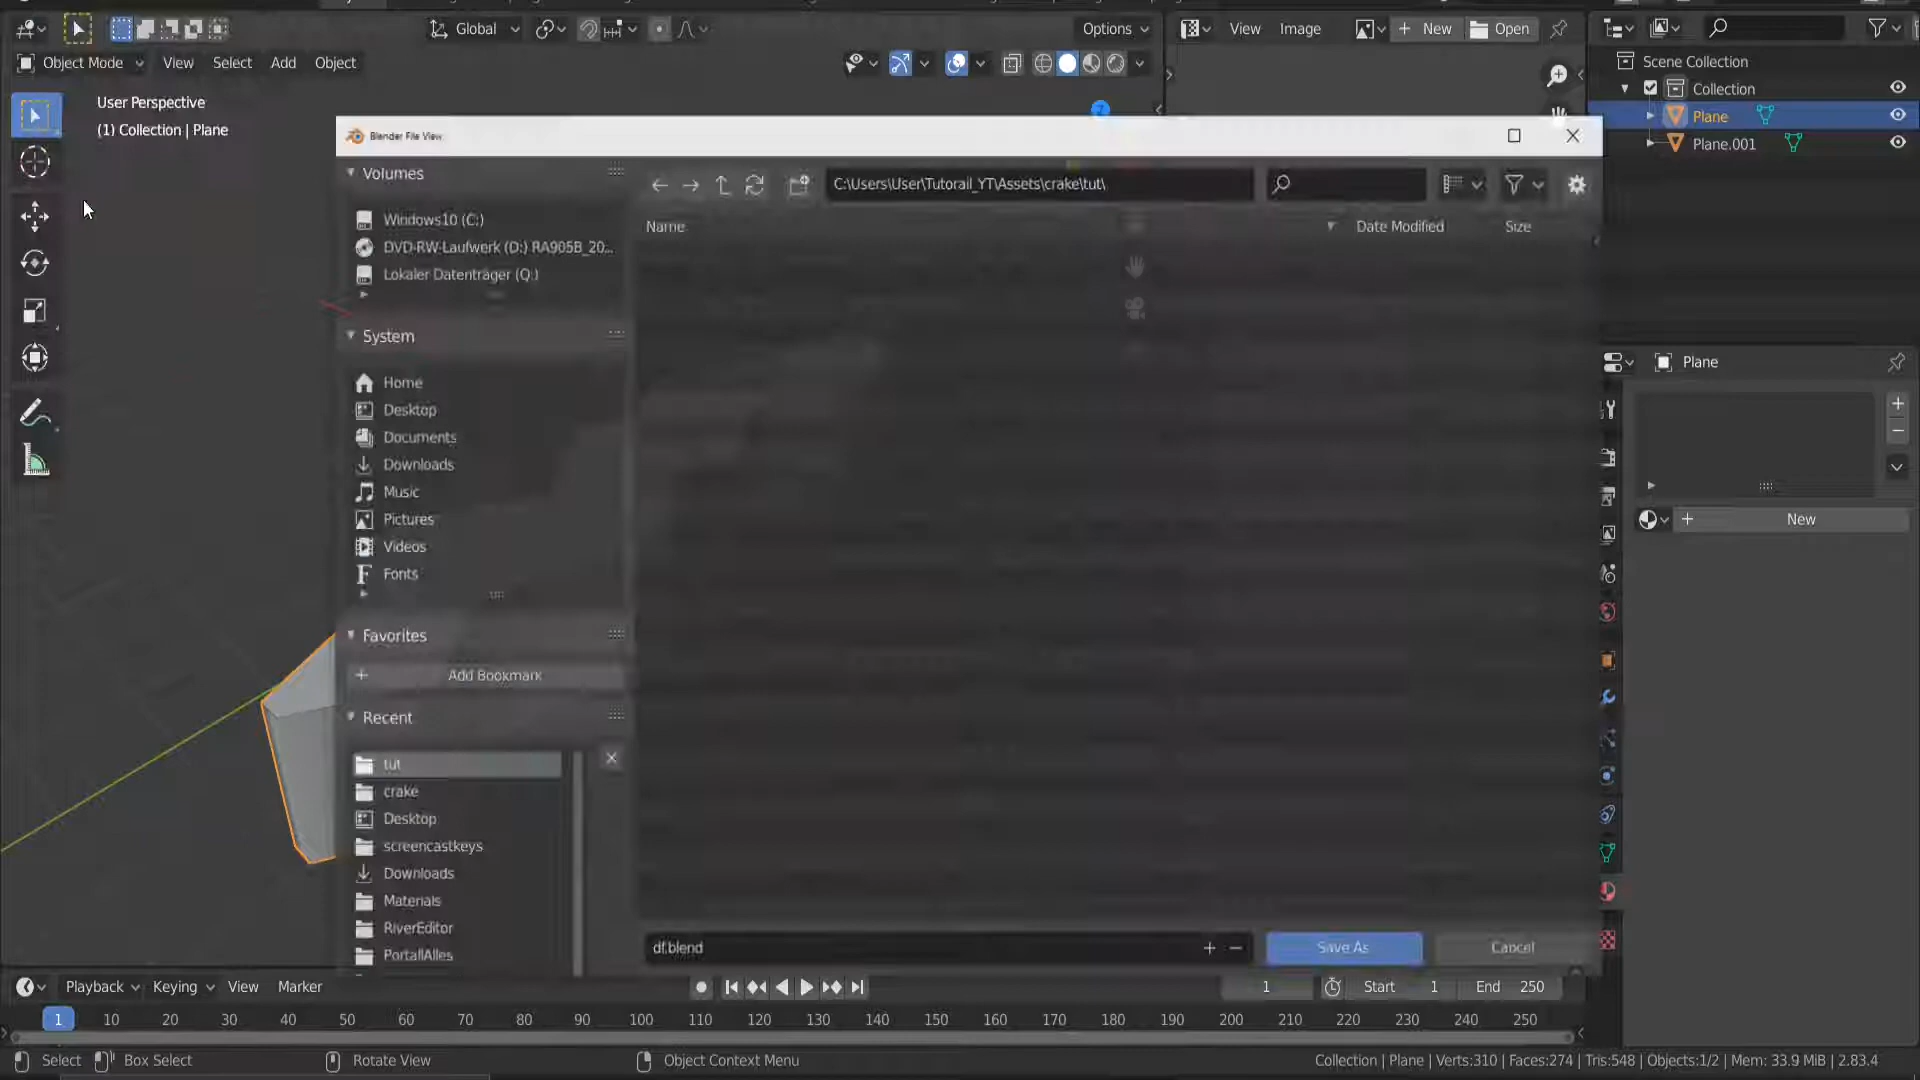 Global
Options
View Image
New
Open
Object Mode View Select Add Object
Scene Collection
Collection
Plane
Plane.001
User Perspective
(1) Collection | Plane
Blender File View
Volumes
Windows10 (C:)
DVD-RW-Laufwerk (D:) RA905B_20...
Lokaler Datentrager (Q:)
C:\Users\User\Tutorail_YT\Assets\crake\tut\
Name Date Modified Size
System
Home
Desktop
Documents
Downloads
Music
Pictures
Videos
Fonts
Favorites
Add Bookmark
Recent
tut
crake
Desktop
screencastkeys
Downloads
Materials
RiverEditor
PortallAlles
df.blend
Save As
Cancel
Plane
New
Playback Keying View Marker
1 Start 1 End 250
1 10 20 30 40 50 60 70 80 90 100 110 120 130 140 150 160 170 180 190 200 210 220 230 240 250
Select Box Select Rotate View Object Context Menu
Collection | Plane | Verts:310 | Faces:274 | Tris:548 | Objects:1/2 | Mem: 33.9 MiB | 2.83.4